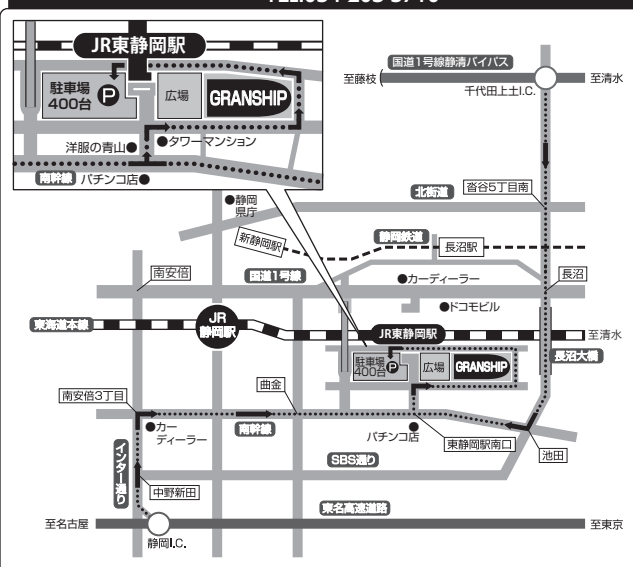 JR東静岡駅
駐車場
400台
P
広場
GRANSHIP
洋服の青山
タワーマンション
南幹線
パチンコ店
国道1号線静清バイパス
至藤枝
至清水
千代田上土I.C.
北街道
沓谷5丁目南
静岡
県庁
静岡鉄道
新静岡駅
長沼駅
南安倍
国道1号線
カーディーラー
長沼
ドコモビル
JR
静岡駅
東海道本線
JR東静岡駅
至清水
駐車場
400台
P
広場
GRANSHIP
長沼大橋
南安倍3丁目
曲金
カー
ディーラー
南幹線
パチンコ店
東静岡駅南口
池田
インター通り
SBS通り
中野新田
東名高速道路
至名古屋
至東京
静岡I.C.